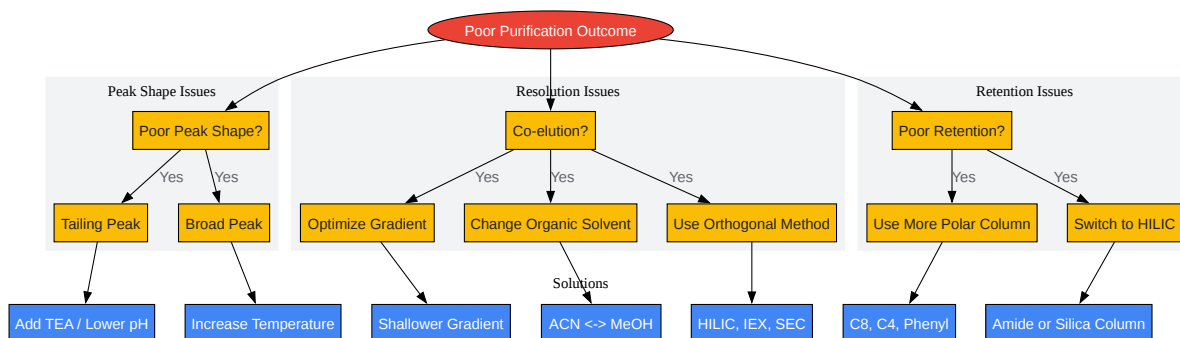 Poor Purification Outcome
Peak Shape Issues
Resolution Issues
Retention Issues
Poor Peak Shape?
Co-elution?
Poor Retention?
Yes
Yes
Yes
Yes
Yes
Yes
Yes
Tailing Peak
Broad Peak
Optimize Gradient
Change Organic Solvent
Use Orthogonal Method
Use More Polar Column
Switch to HILIC
Solutions
Add TEA / Lower pH
Increase Temperature
Shallower Gradient
ACN <-> MeOH
HILIC, IEX, SEC
C8, C4, Phenyl
Amide or Silica Column